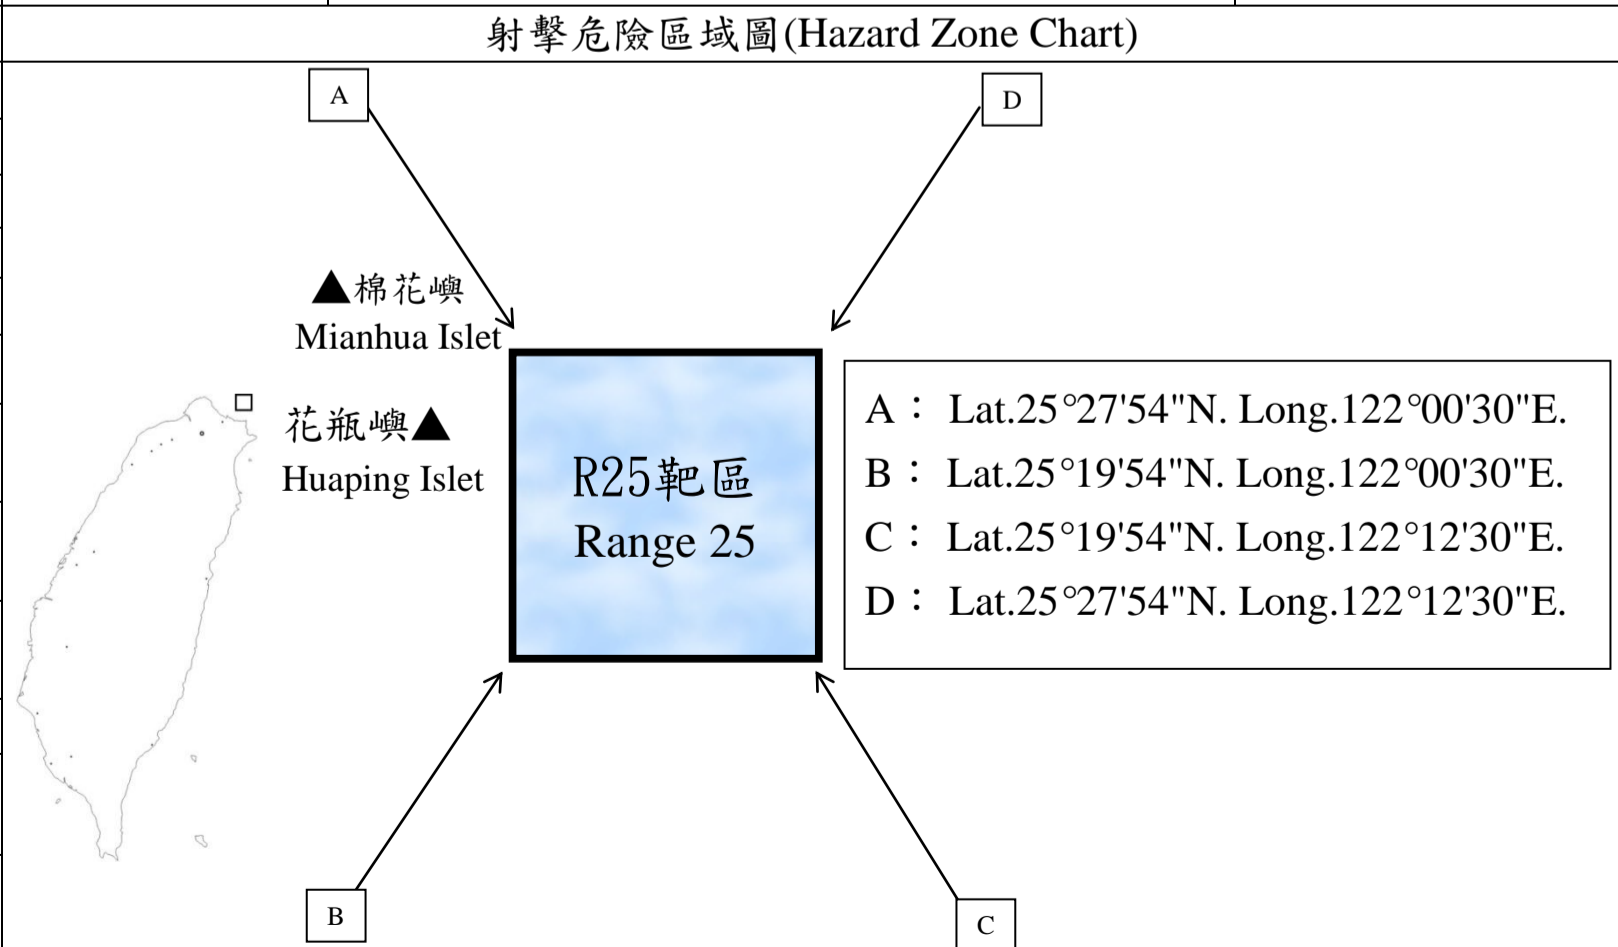 射擊危險區域圖(Hazard Zone Chart)
A
D
▲棉花嶼
Mianhua Islet
花瓶嶼▲
Huaping Islet
R25靶區
Range 25
A： Lat.25°27'54"N. Long.122°00'30"E.
B： Lat.25°19'54"N. Long.122°00'30"E.
C： Lat.25°19'54"N. Long.122°12'30"E.
D： Lat.25°27'54"N. Long.122°12'30"E.
B
C